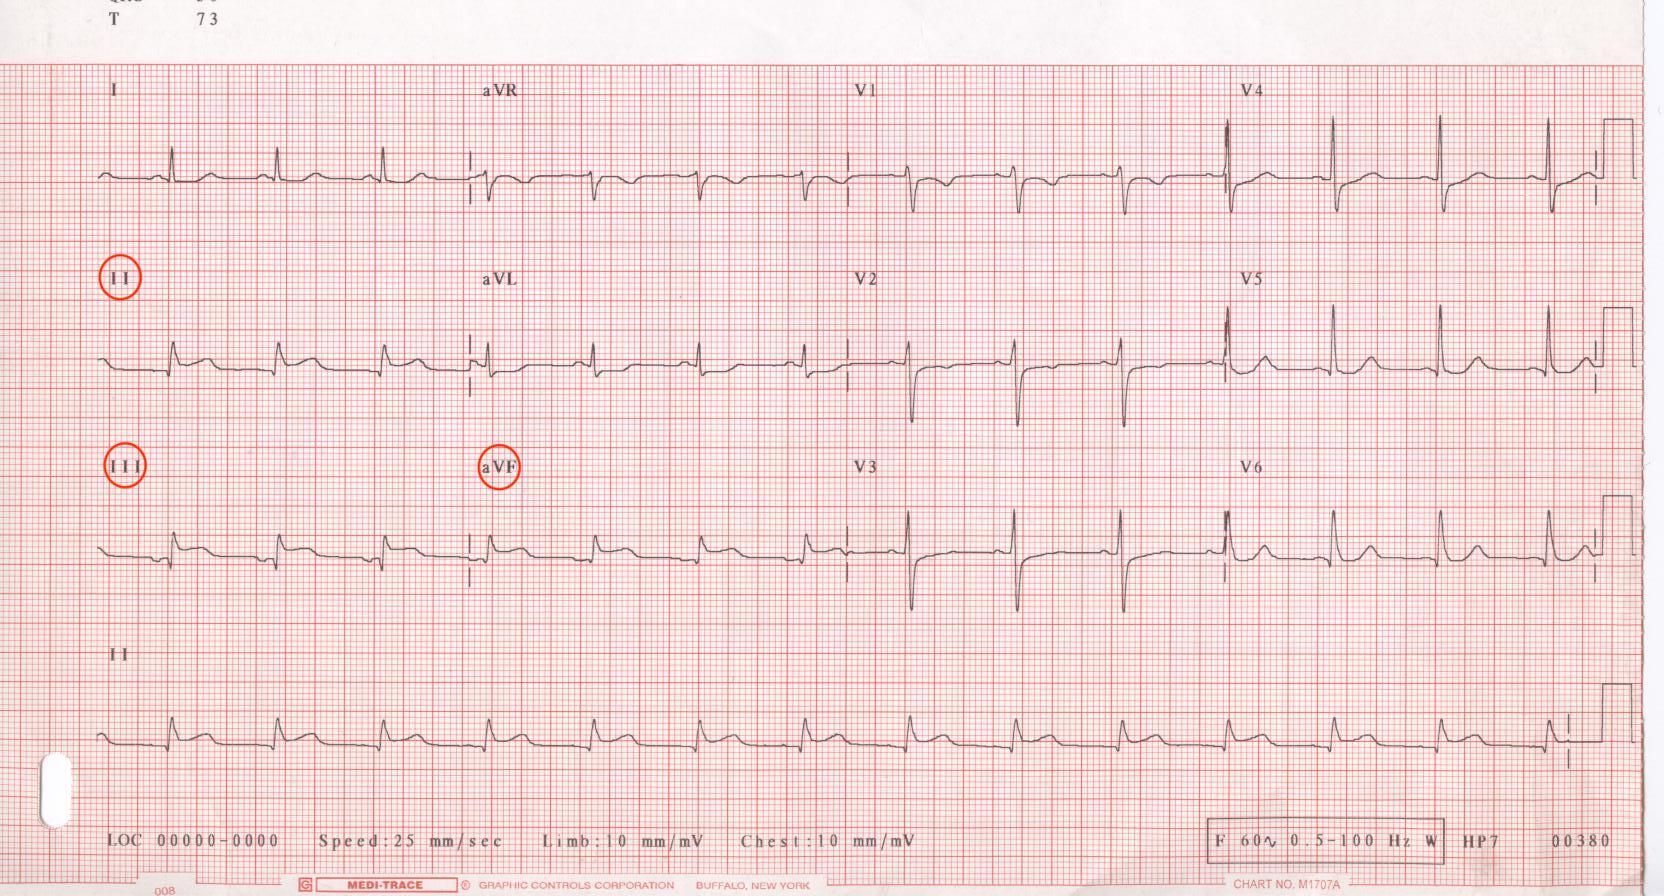 T 73
I aVR V1 V4
II aVL V2 V5
III aVF V3 V6
II
LOC 00000-0000 Speed:25 mm/sec Limb:10 mm/mV Chest:10 mm/mV F 60∿ 0.5-100 Hz W HP7 00380
008 G MEDI-TRACE ® GRAPHIC CONTROLS CORPORATION BUFFALO, NEW YORK CHART NO. M1707A